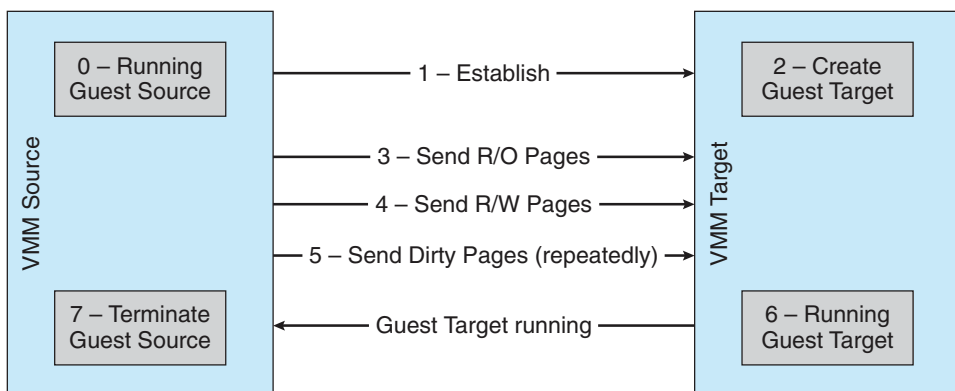 VMM Source
0 – Running
Guest Source
1 – Establish
2 – Create
Guest Target
3 – Send R/O Pages
4 – Send R/W Pages
5 – Send Dirty Pages (repeatedly)
VMM Target
7 – Terminate
Guest Source
Guest Target running
6 – Running
Guest Target